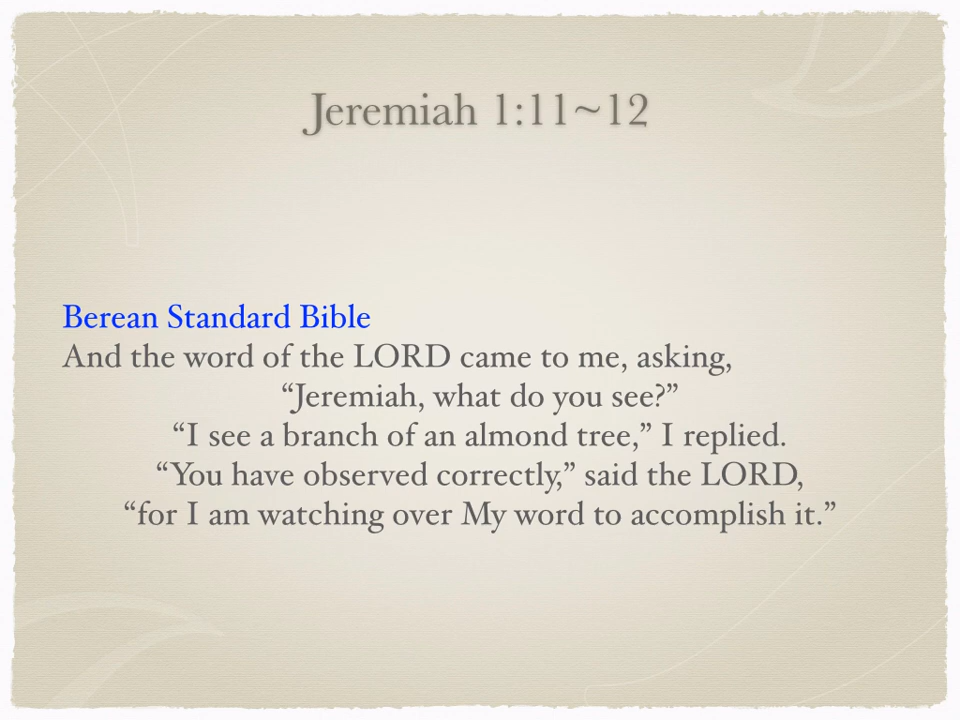 Jeremiah 1:11~12
Berean Standard Bible
And the word of the LORD came to me, asking,
“Jeremiah, what do you see?”
“I see a branch of an almond tree,” I replied.
“You have observed correctly,” said the LORD,
“for I am watching over My word to accomplish it.”